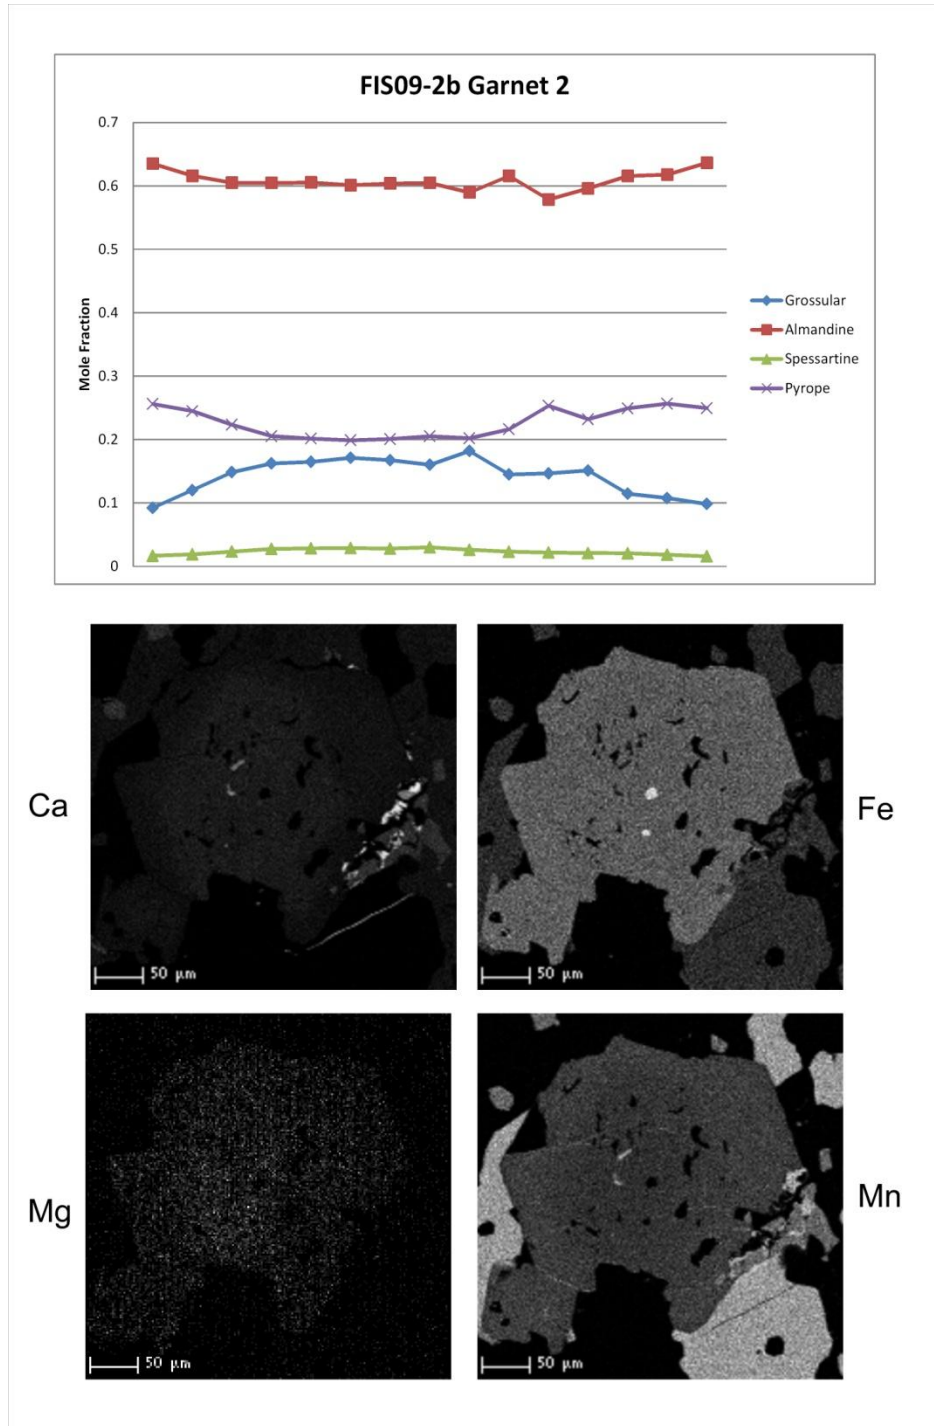 FIS09-2b Garnet 2
0.7
0.6
0.5
0.4
0.3
0.2
0.1
0
Mole Fraction
Grossular
Almandine
Spessartine
Pyrope
Ca
Fe
50 μm
50 μm
Mg
Mn
50 μm
50 μm